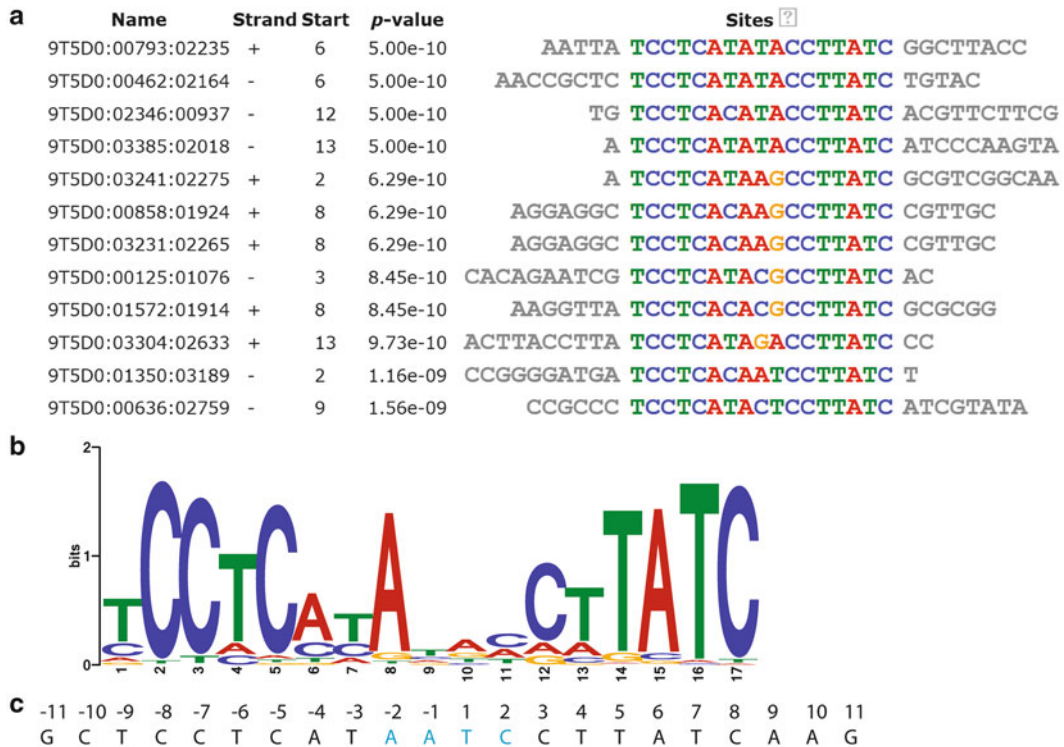 a
Name Strand Start p-value Sites ?
9T5D0:00793:02235 + 6 5.00e-10 AATTA TCCTCATATACCTTATC GGCTTACC
9T5D0:00462:02164 - 6 5.00e-10 AACCGCTC TCCTCATATACCTTATC TGTAC
9T5D0:02346:00937 - 12 5.00e-10 TG TCCTCACATACCTTATC ACGTTCTTCG
9T5D0:03385:02018 - 13 5.00e-10 A TCCTCATATACCTTATC ATCCCAAGTA
9T5D0:03241:02275 + 2 6.29e-10 A TCCTCATAAGCCTTATC GCGTCGGCAA
9T5D0:00858:01924 + 8 6.29e-10 AGGAGGC TCCTCACAAGCCTTATC CGTTGC
9T5D0:03231:02265 + 8 6.29e-10 AGGAGGC TCCTCACAAGCCTTATC CGTTGC
9T5D0:00125:01076 - 3 8.45e-10 CACAGAATCG TCCTCATACGCCTTATC AC
9T5D0:01572:01914 + 8 8.45e-10 AAGGTTA TCCTCACACGCCTTATC GCGCGG
9T5D0:03304:02633 + 13 9.73e-10 ACTTACCTTA TCCTCATAGACCTTATC CC
9T5D0:01350:03189 - 2 1.16e-09 CCGGGGATGA TCCTCACAATCCTTATC T
9T5D0:00636:02759 - 9 1.56e-09 CCGCCC TCCTCATACTCCTTATC ATCGTATA
b
2
1
0
bits
TCCTCATA
CTTATC
1 2 3 4 5 6 7 8 9 10 11 12 13 14 15 16 17
c -11 -10 -9 -8 -7 -6 -5 -4 -3 -2 -1 1 2 3 4 5 6 7 8 9 10 11
G C T C C T C A T A A T C C T T A T C A A G